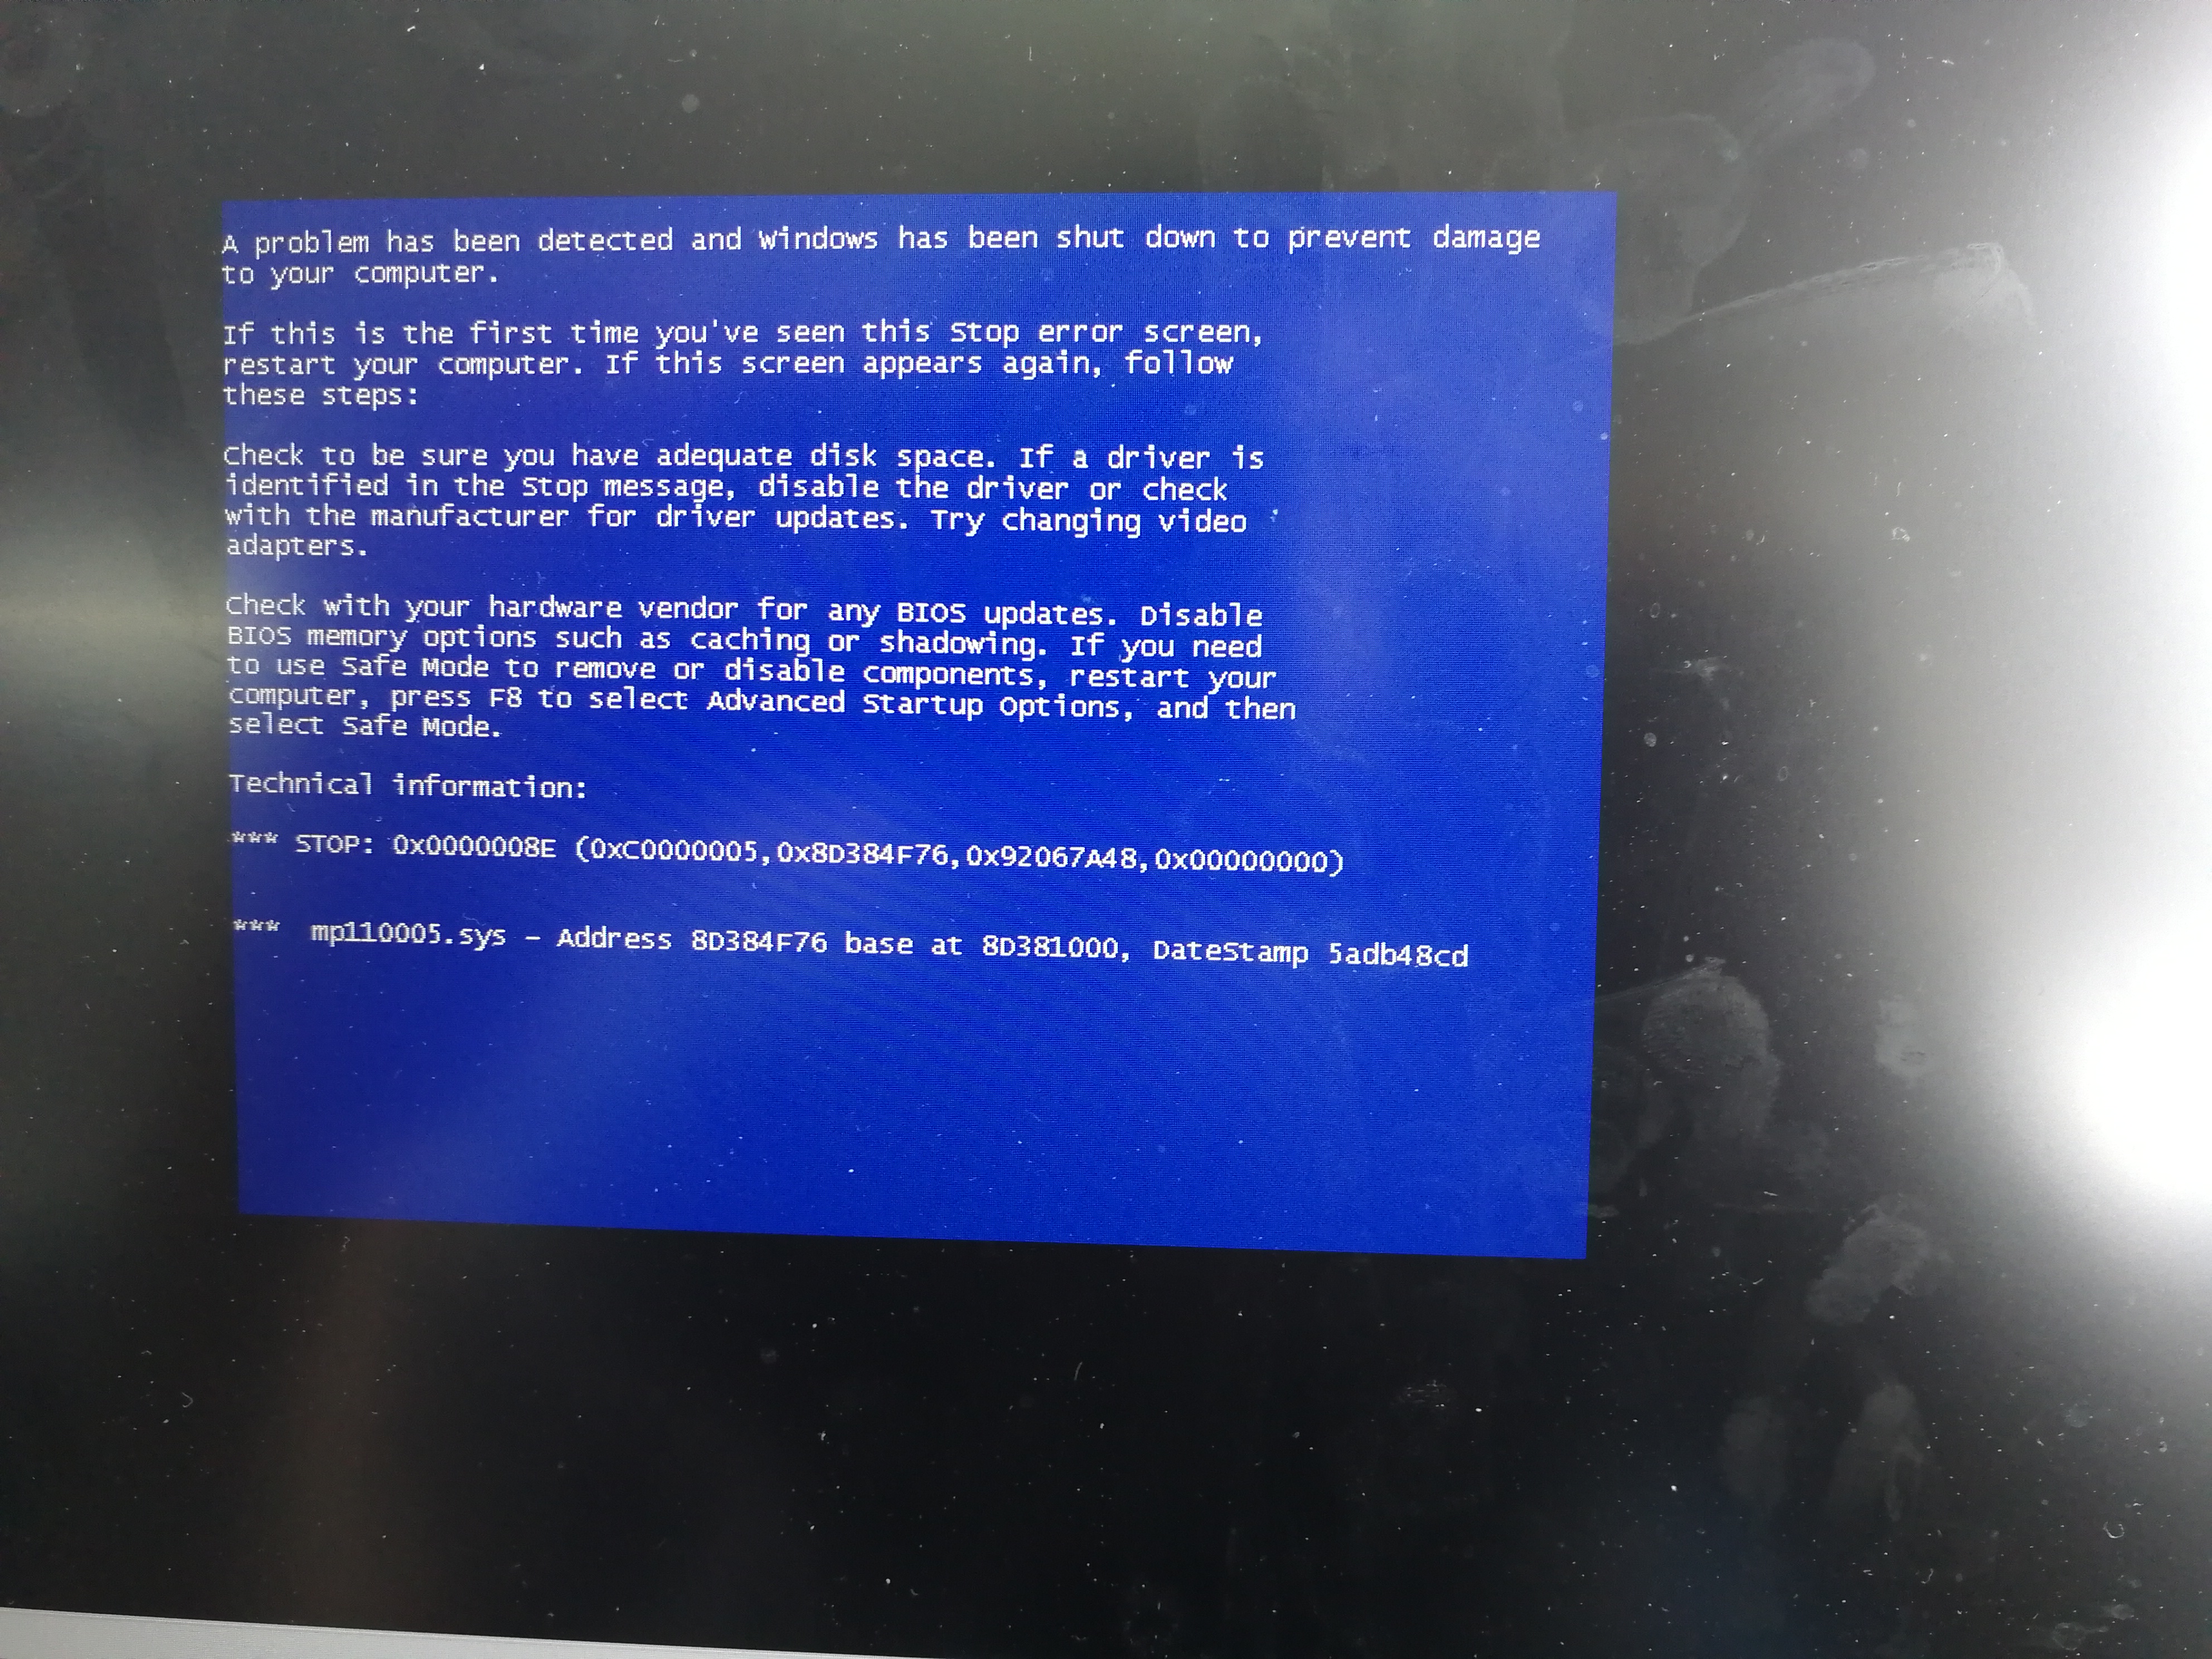 A problem has been detected and windows has been shut down to prevent damage
to your computer.
If this is the first time you've seen this Stop error screen,
restart your computer. If this screen appears again, follow
these steps:
Check to be sure you have adequate disk space. If a driver is
identified in the Stop message, disable the driver or check
with the manufacturer for driver updates. Try changing video
adapters.
Check with your hardware vendor for any BIOS updates. Disable
BIOS memory options such as caching or shadowing. If you need
to use Safe Mode to remove or disable components, restart your
computer, press F8 to select Advanced Startup Options, and then
select Safe Mode.
Technical information:
*** STOP: 0x0000008E (0xC0000005,0x8D384F76,0x92067A48,0x00000000)
*** mp110005.sys - Address 8D384F76 base at 8D381000, DateStamp 5adb48cd